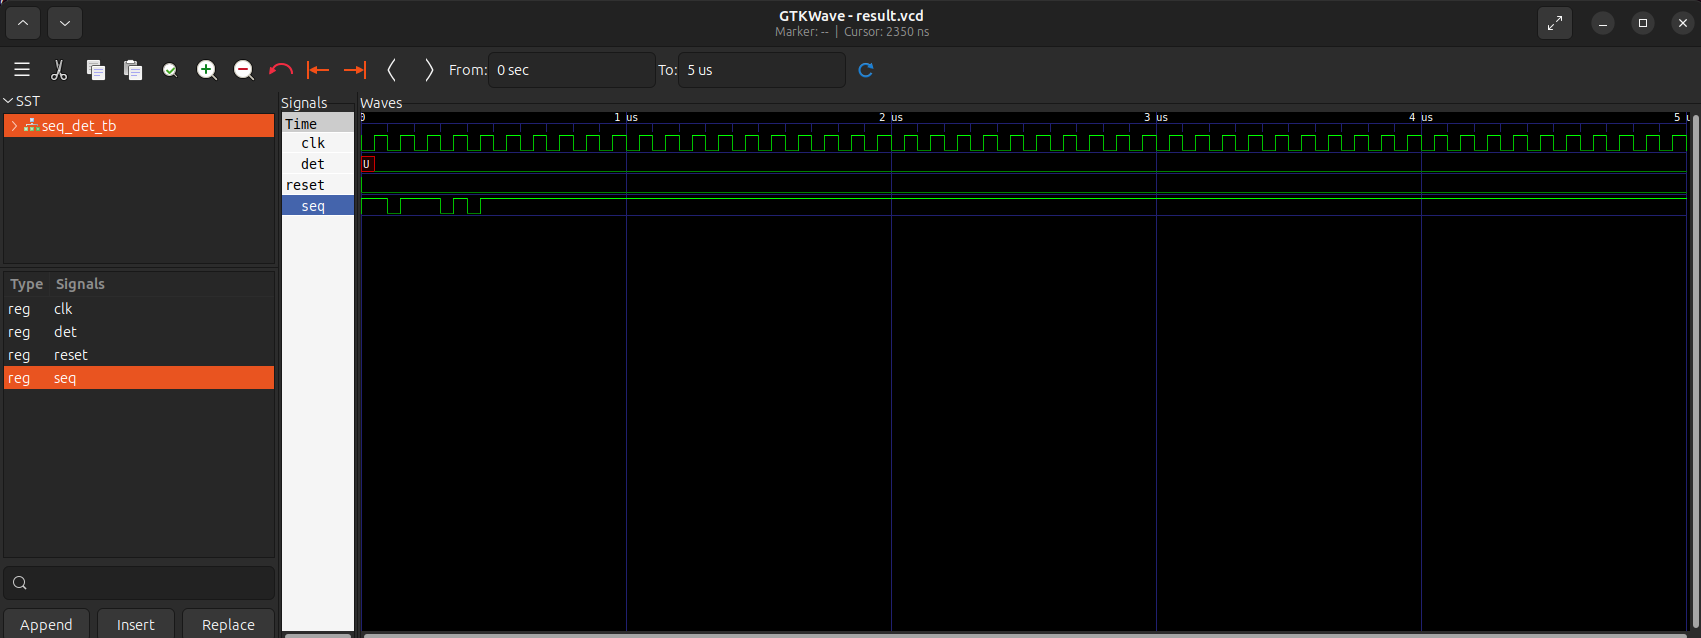 GTKWave - result.vcd
Marker: -- | Cursor: 2350 ns
From: 0 sec To: 5 us
SST
seq_det_tb
Type Signals
reg clk
reg det
reg reset
reg seq
Append Insert Replace
Signals
Time
clk
det
reset
seq
Waves
0 1 us 2 us 3 us 4 us 5 u
U